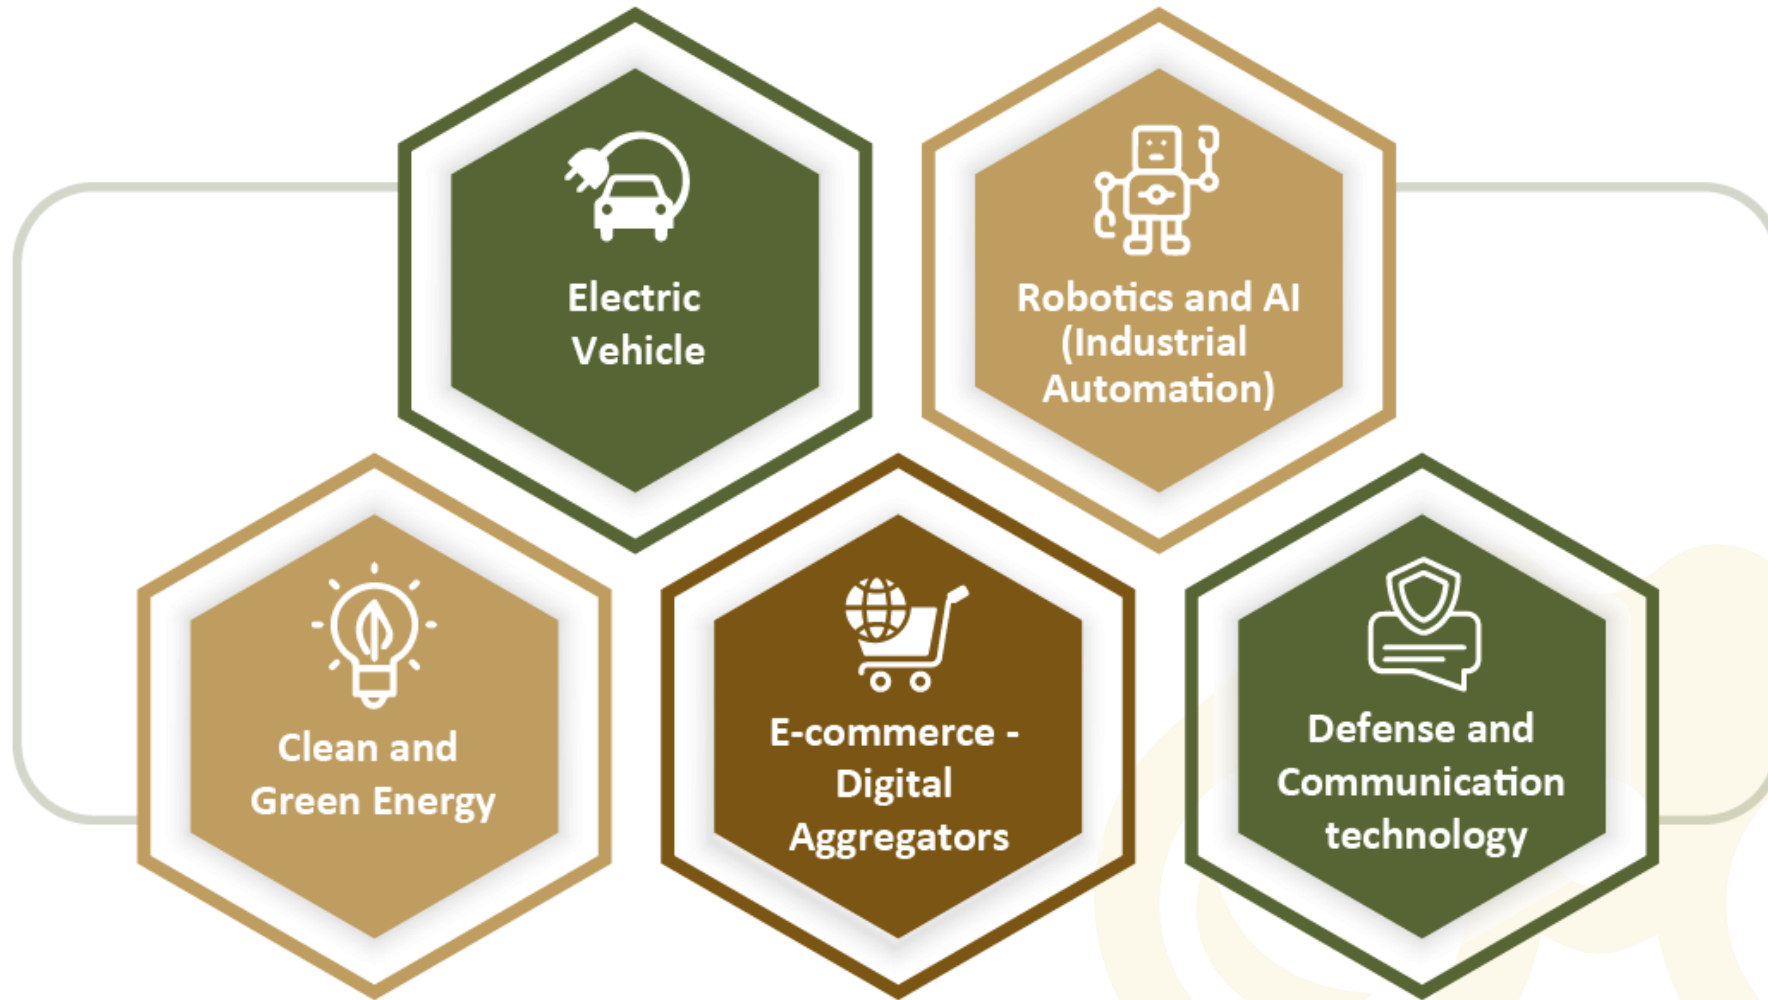 Electric
Vehicle
Robotics and AI
(Industrial
Automation)
Clean and
Green Energy
E-commerce -
Digital
Aggregators
Defense and
Communication
technology